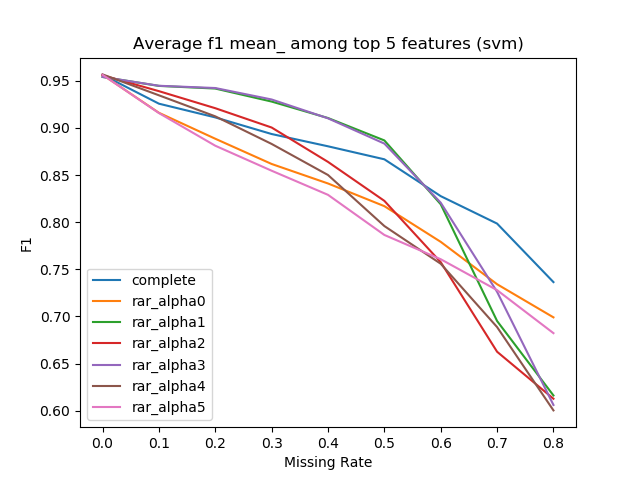 Average f1 mean_ among top 5 features (svm)
F1
0.95
0.90
0.85
0.80
0.75
0.70
0.65
0.60
complete
rar_alpha0
rar_alpha1
rar_alpha2
rar_alpha3
rar_alpha4
rar_alpha5
0.0 0.1 0.2 0.3 0.4 0.5 0.6 0.7 0.8
Missing Rate